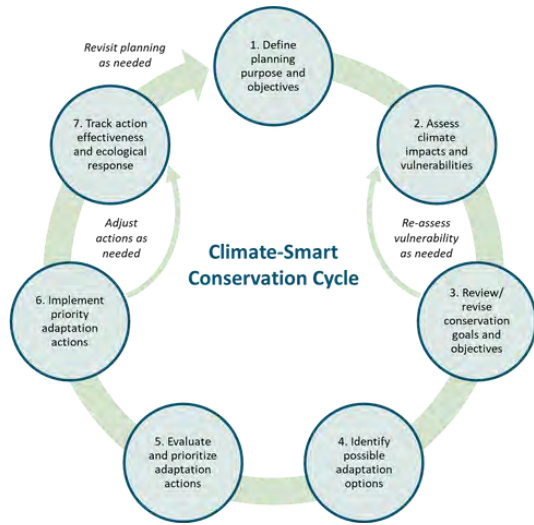 Revisit planning
as needed
1. Define
planning
purpose and
objectives
7. Track action
effectiveness
and ecological
response
2. Assess
climate
impacts and
vulnerabilities
Adjust
actions as
needed
Climate-Smart
Conservation Cycle
Re-assess
vulnerability
as needed
6. Implement
priority
adaptation
actions
3. Review/
revise
conservation
goals and
objectives
5. Evaluate
and prioritize
adaptation
actions
4. Identify
possible
adaptation
options